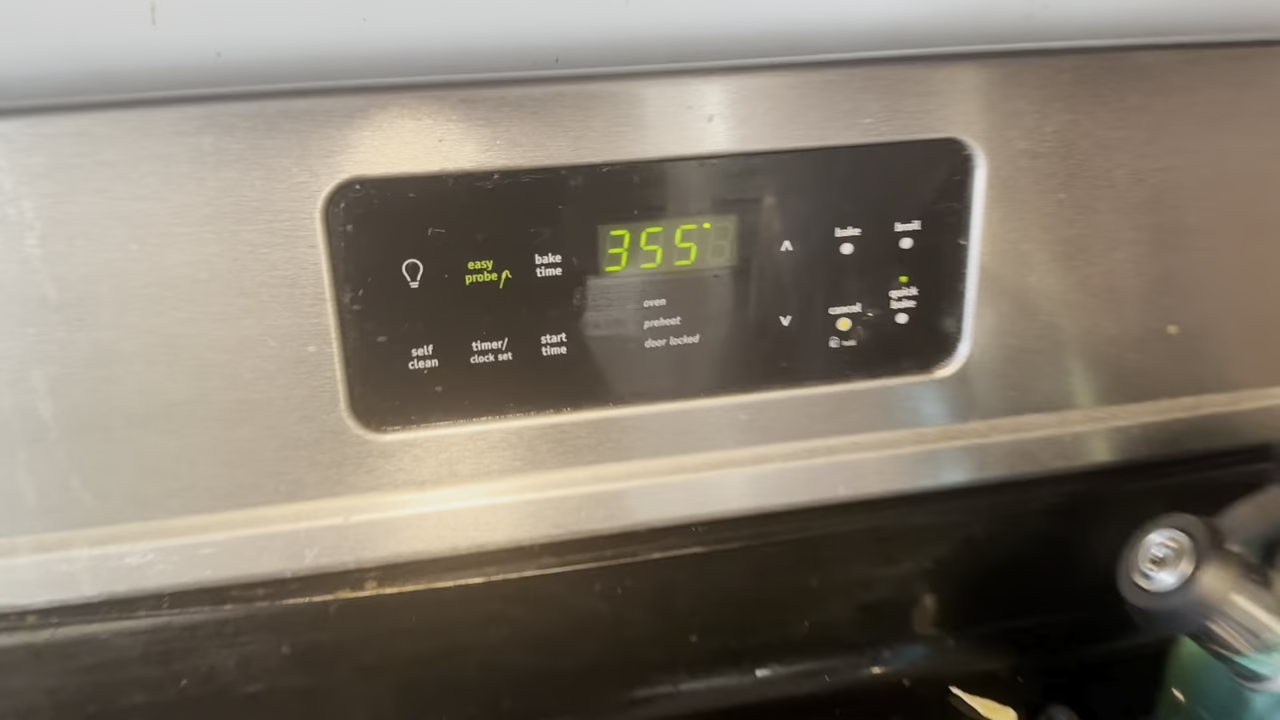 355°
easy
probe
bake
time
self
clean
timer/
clock set
start
time
oven
preheat
door locked
bake
broil
cancel
quick
bake